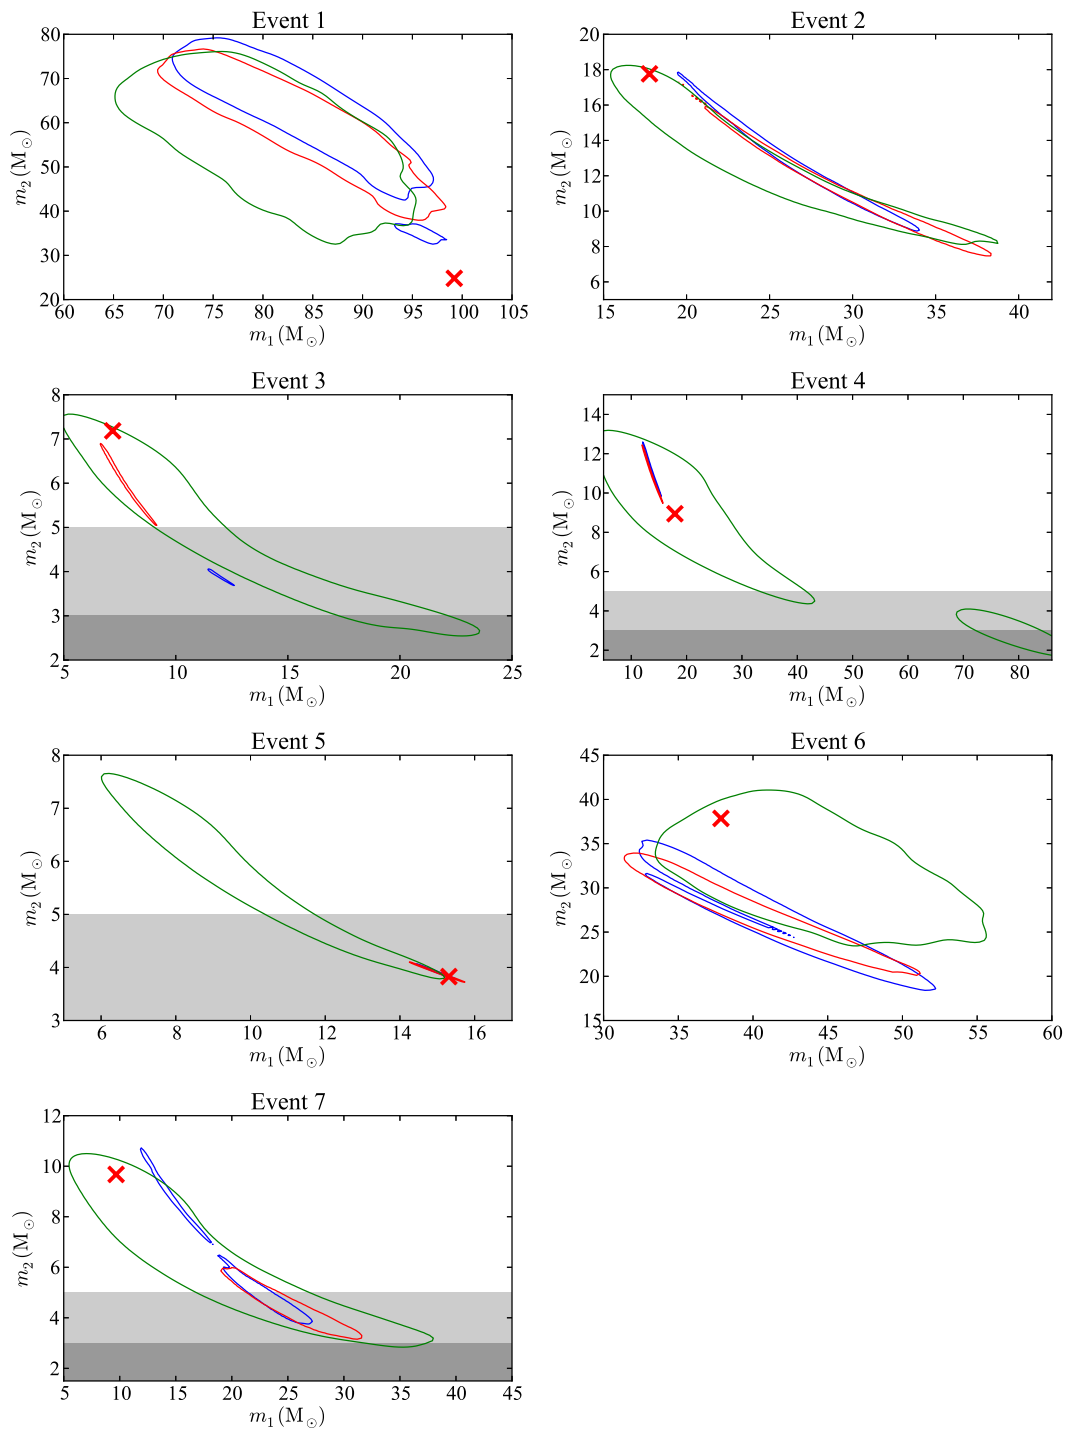 Event 1
80
70
60
50
40
30
20
m₂ (M☉)
60 65 70 75 80 85 90 95 100 105
m₁ (M☉)
Event 2
20
18
16
14
12
10
8
6
m₂ (M☉)
15 20 25 30 35 40
m₁ (M☉)
Event 3
8
7
6
5
4
3
2
m₂ (M☉)
5 10 15 20 25
m₁ (M☉)
Event 4
14
12
10
8
6
4
2
m₂ (M☉)
10 20 30 40 50 60 70 80
m₁ (M☉)
Event 5
8
7
6
5
4
3
m₂ (M☉)
6 8 10 12 14 16
m₁ (M☉)
Event 6
45
40
35
30
25
20
15
m₂ (M☉)
30 35 40 45 50 55 60
m₁ (M☉)
Event 7
12
10
8
6
4
2
m₂ (M☉)
5 10 15 20 25 30 35 40 45
m₁ (M☉)